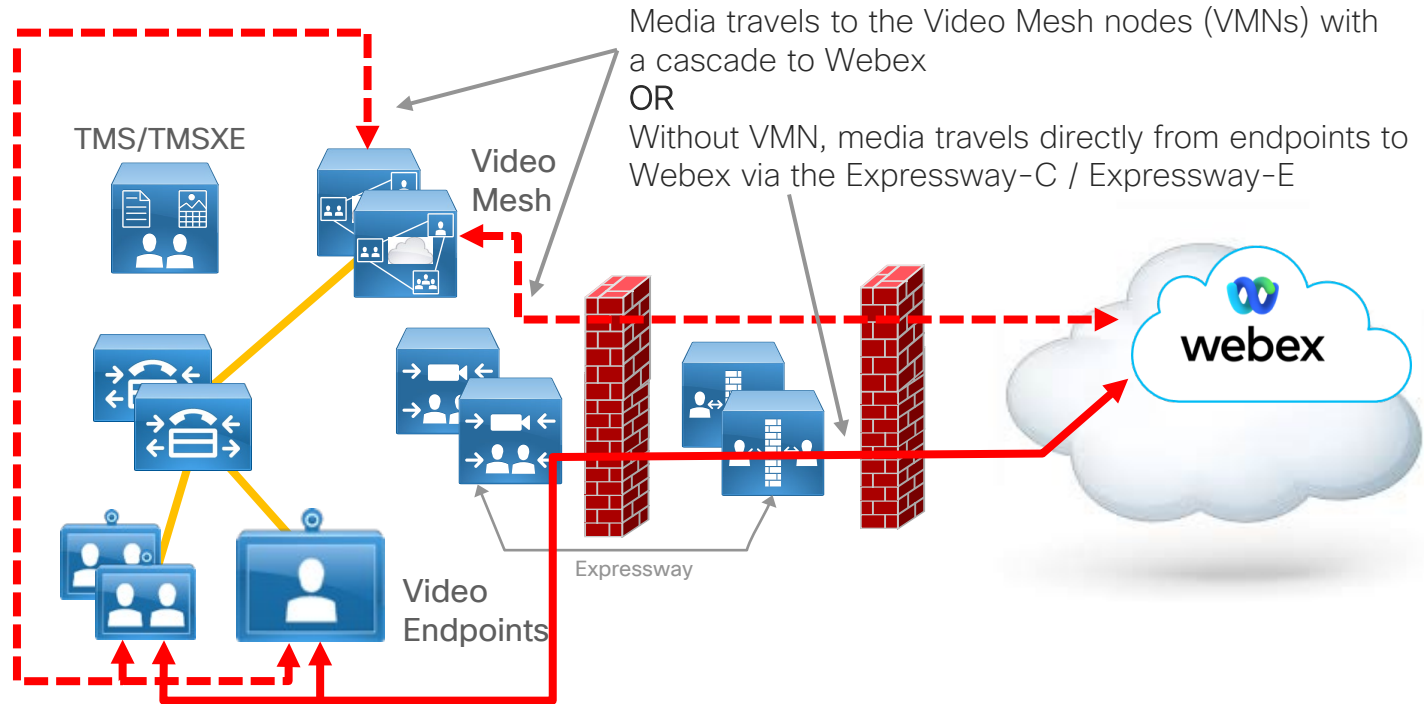 Media travels to the Video Mesh nodes (VMNs) with
a cascade to Webex
OR
Without VMN, media travels directly from endpoints to
Webex via the Expressway-C / Expressway-E
TMS/TMSXE
Video
Mesh
webex
Expressway
Video
Endpoints